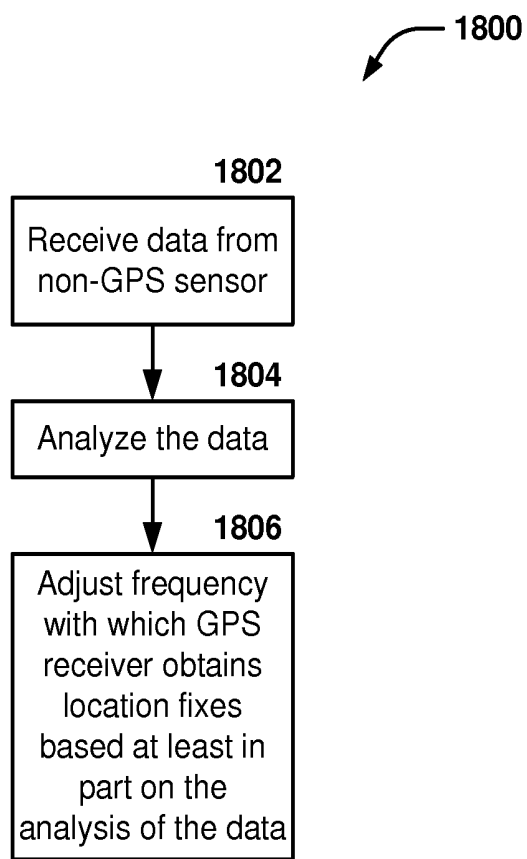 1800
1802
Receive data from
non-GPS sensor
1804
Analyze the data
1806
Adjust frequency
with which GPS
receiver obtains
location fixes
based at least in
part on the
analysis of the data